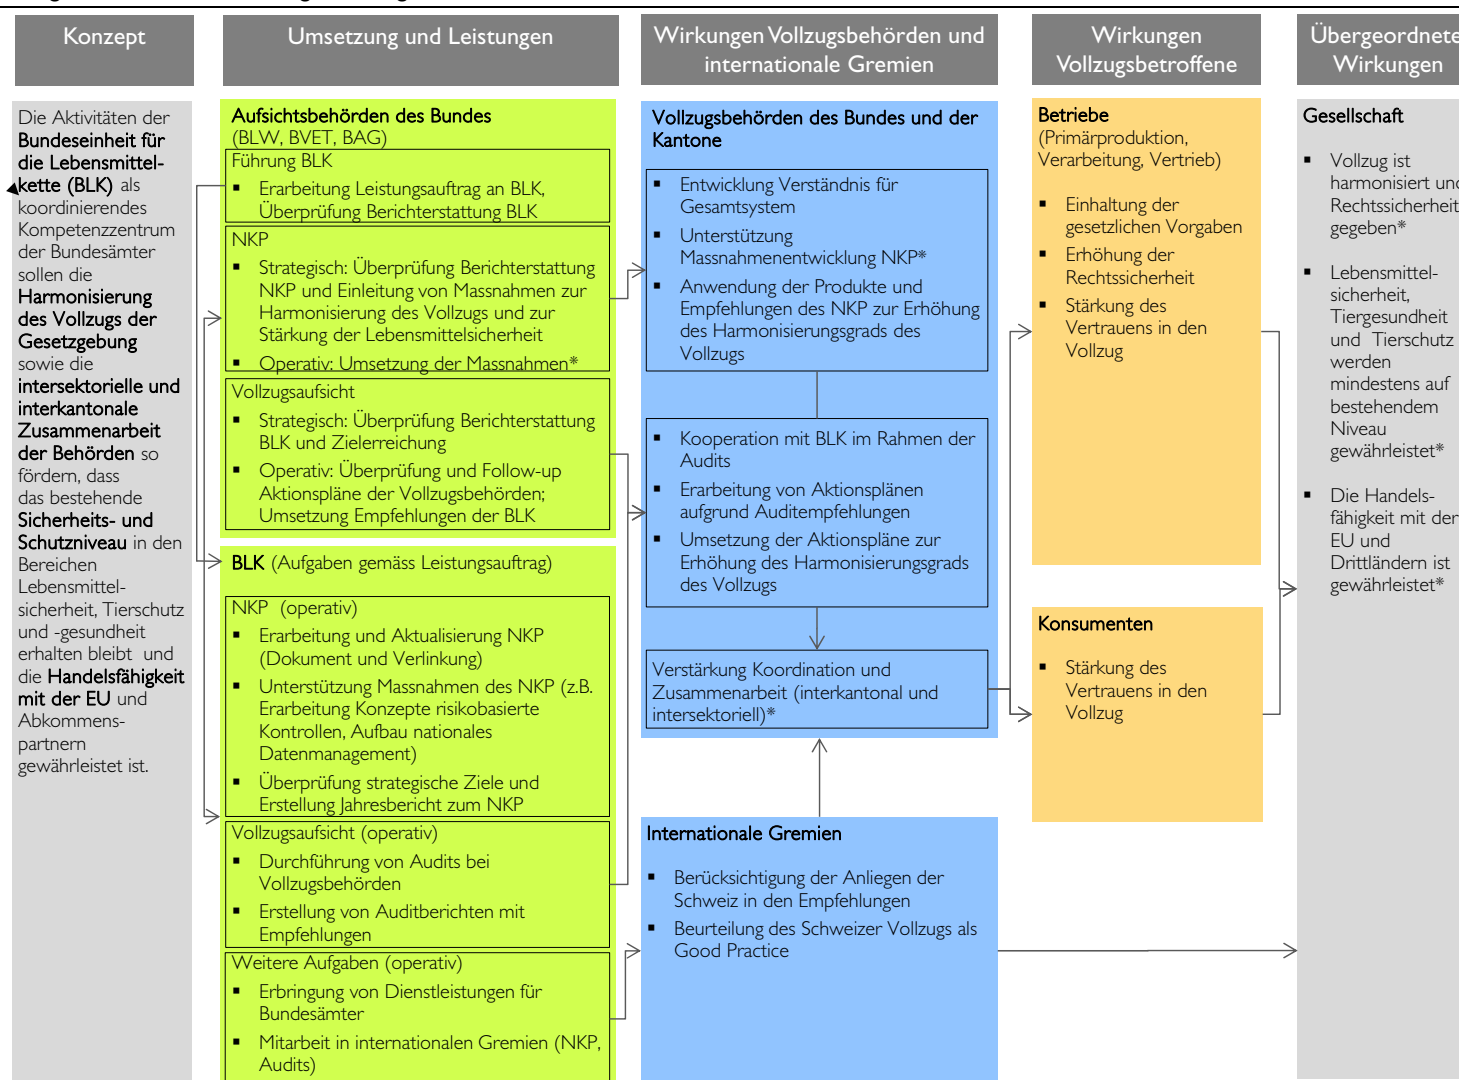 Konzept
Umsetzung und Leistungen
Wirkungen Vollzugsbehörden und
internationale Gremien
Wirkungen
Vollzugsbetroffene
Übergeordnete
Wirkungen
Die Aktivitäten der
Bundeseinheit für
die Lebensmittel-
kette (BLK) als
koordinierendes
Kompetenzzentrum
der Bundesämter
sollen die
Harmonisierung
des Vollzugs der
Gesetzgebung
sowie die
intersektorielle und
interkantonale
Zusammenarbeit
der Behörden so
fördern, dass
das bestehende
Sicherheits- und
Schutzniveau in den
Bereichen
Lebensmittel-
sicherheit, Tierschutz
und -gesundheit
erhalten bleibt und
die Handelsfähigkeit
mit der EU und
Abkommens-
partnern
gewährleistet ist.
Aufsichtsbehörden des Bundes
(BLW, BVET, BAG)
Führung BLK
▪ Erarbeitung Leistungsauftrag an BLK,
Überprüfung Berichterstattung BLK
NKP
▪ Strategisch: Überprüfung Berichterstattung
NKP und Einleitung von Massnahmen zur
Harmonisierung des Vollzugs und zur
Stärkung der Lebensmittelsicherheit
▪ Operativ: Umsetzung der Massnahmen*
Vollzugsaufsicht
▪ Strategisch: Überprüfung Berichterstattung
BLK und Zielerreichung
▪ Operativ: Überprüfung und Follow-up
Aktionspläne der Vollzugsbehörden;
Umsetzung Empfehlungen der BLK
BLK (Aufgaben gemäss Leistungsauftrag)
NKP (operativ)
▪ Erarbeitung und Aktualisierung NKP
(Dokument und Verlinkung)
▪ Unterstützung Massnahmen des NKP (z.B.
Erarbeitung Konzepte risikobasierte
Kontrollen, Aufbau nationales
Datenmanagement)
▪ Überprüfung strategische Ziele und
Erstellung Jahresbericht zum NKP
Vollzugsaufsicht (operativ)
▪ Durchführung von Audits bei
Vollzugsbehörden
▪ Erstellung von Auditberichten mit
Empfehlungen
Weitere Aufgaben (operativ)
▪ Erbringung von Dienstleistungen für
Bundesämter
▪ Mitarbeit in internationalen Gremien (NKP,
Audits)
Vollzugsbehörden des Bundes und der
Kantone
▪ Entwicklung Verständnis für
Gesamtsystem
▪ Unterstützung
Massnahmenentwicklung NKP*
▪ Anwendung der Produkte und
Empfehlungen des NKP zur Erhöhung
des Harmonisierungsgrads des
Vollzugs
▪ Kooperation mit BLK im Rahmen der
Audits
▪ Erarbeitung von Aktionsplänen
aufgrund Auditempfehlungen
▪ Umsetzung der Aktionspläne zur
Erhöhung des Harmonisierungsgrads
des Vollzugs
Verstärkung Koordination und
Zusammenarbeit (interkantonal und
intersektoriell)*
Internationale Gremien
▪ Berücksichtigung der Anliegen der
Schweiz in den Empfehlungen
▪ Beurteilung des Schweizer Vollzugs als
Good Practice
Betriebe
(Primärproduktion,
Verarbeitung, Vertrieb)
▪ Einhaltung der
gesetzlichen Vorgaben
▪ Erhöhung der
Rechtssicherheit
▪ Stärkung des
Vertrauens in den
Vollzug
Konsumenten
▪ Stärkung des
Vertrauens in den
Vollzug
Gesellschaft
▪ Vollzug ist
harmonisiert und
Rechtssicherheit
gegeben*
▪ Lebensmittel-
sicherheit,
Tiergesundheit
und Tierschutz
werden
mindestens auf
bestehendem
Niveau
gewährleistet*
▪ Die Handels-
fähigkeit mit der
EU und
Drittländern ist
gewährleistet*